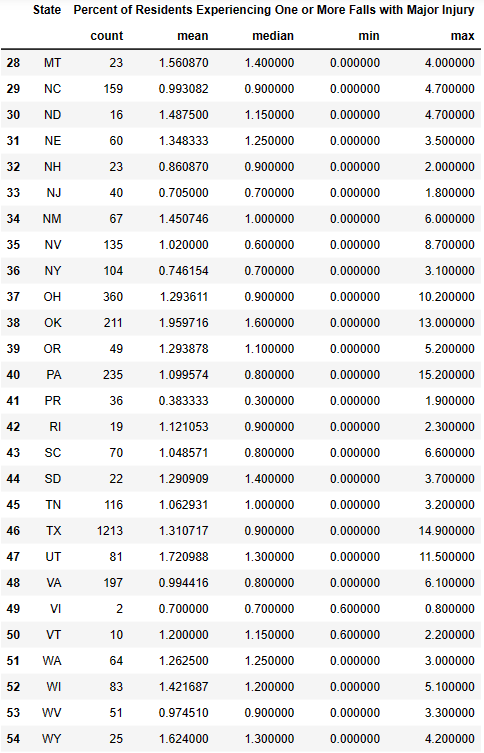 State Percent of Residents Experiencing One or More Falls with Major Injury
count mean median min max
28 MT 23 1.560870 1.400000 0.000000 4.000000
29 NC 159 0.993082 0.900000 0.000000 4.700000
30 ND 16 1.487500 1.150000 0.000000 4.700000
31 NE 60 1.348333 1.250000 0.000000 3.500000
32 NH 23 0.860870 0.900000 0.000000 2.000000
33 NJ 40 0.705000 0.700000 0.000000 1.800000
34 NM 67 1.450746 1.000000 0.000000 6.000000
35 NV 135 1.020000 0.600000 0.000000 8.700000
36 NY 104 0.746154 0.700000 0.000000 3.100000
37 OH 360 1.293611 0.900000 0.000000 10.200000
38 OK 211 1.959716 1.600000 0.000000 13.000000
39 OR 49 1.293878 1.100000 0.000000 5.200000
40 PA 235 1.099574 0.800000 0.000000 15.200000
41 PR 36 0.383333 0.300000 0.000000 1.900000
42 RI 19 1.121053 0.900000 0.000000 2.300000
43 SC 70 1.048571 0.800000 0.000000 6.600000
44 SD 22 1.290909 1.400000 0.000000 3.700000
45 TN 116 1.062931 1.000000 0.000000 3.200000
46 TX 1213 1.310717 0.900000 0.000000 14.900000
47 UT 81 1.720988 1.300000 0.000000 11.500000
48 VA 197 0.994416 0.800000 0.000000 6.100000
49 VI 2 0.700000 0.700000 0.600000 0.800000
50 VT 10 1.200000 1.150000 0.600000 2.200000
51 WA 64 1.262500 1.250000 0.000000 3.000000
52 WI 83 1.421687 1.200000 0.000000 5.100000
53 WV 51 0.974510 0.900000 0.000000 3.300000
54 WY 25 1.624000 1.300000 0.000000 4.200000